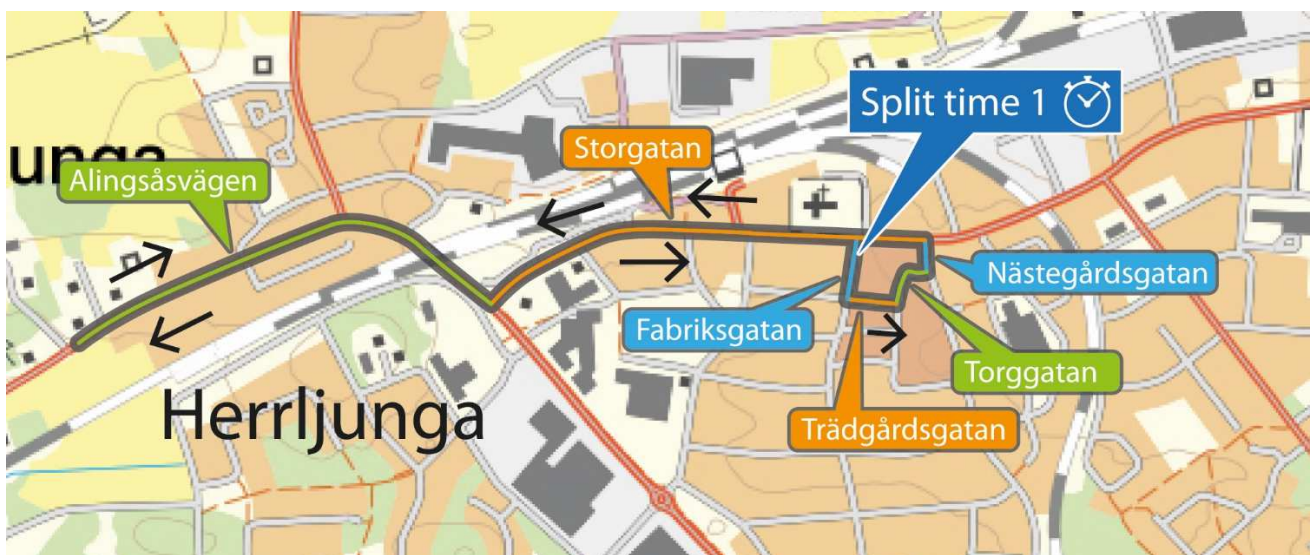 Split time 1
Storgatan
unga
Alingsåsvägen
Nästegårdsgatan
Fabriksgatan
Torggatan
Herrljunga
Trädgårdsgatan